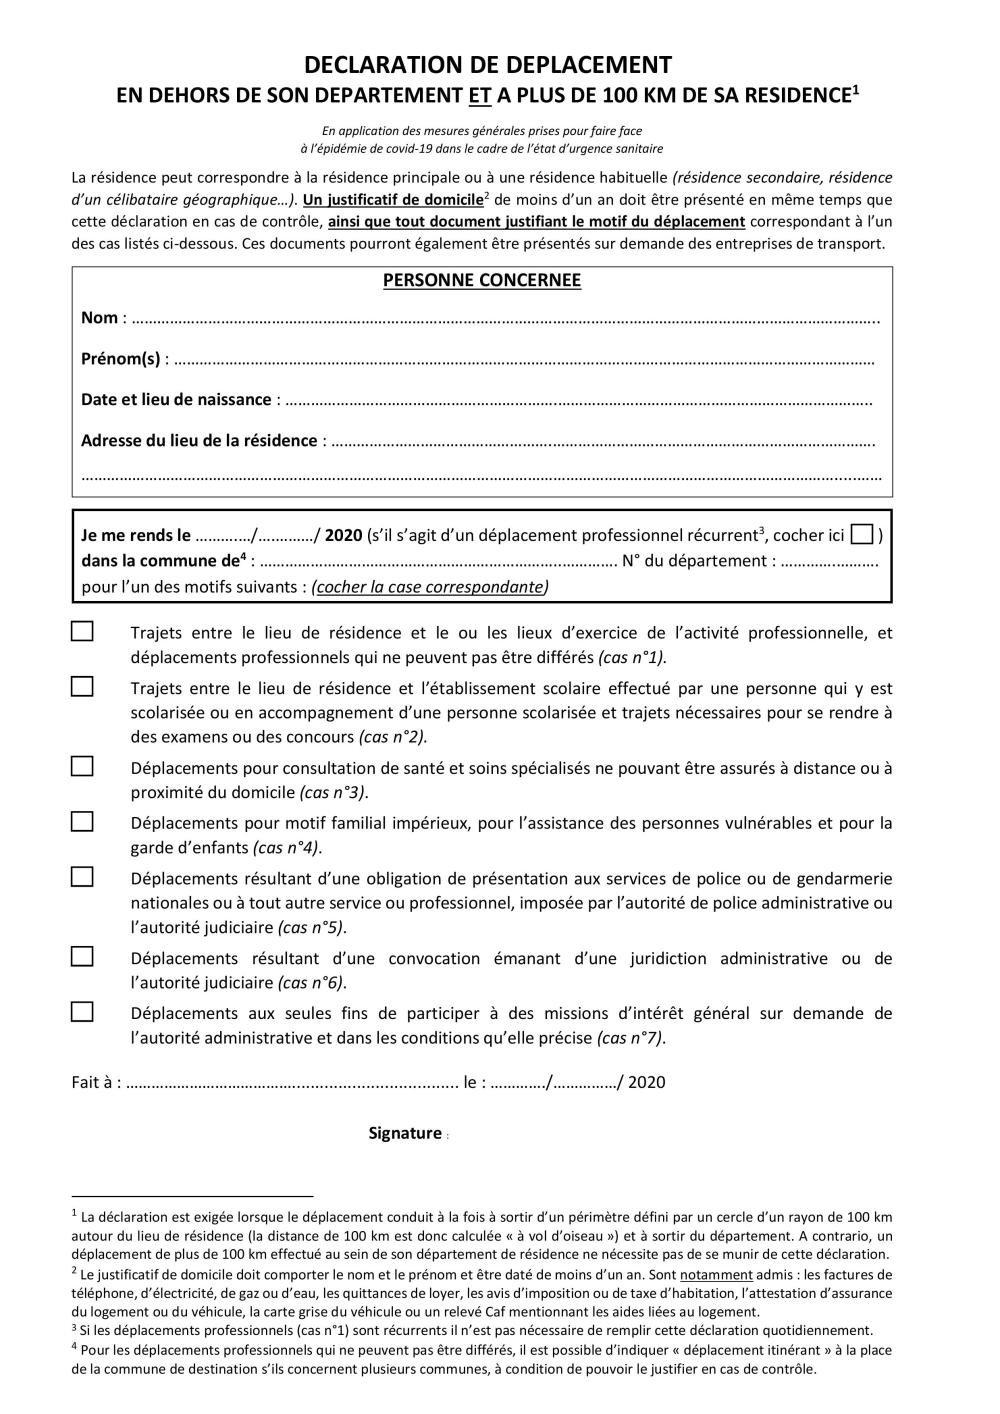 DECLARATION DE DEPLACEMENT
EN DEHORS DE SON DEPARTEMENT ET A PLUS DE 100 KM DE SA RESIDENCE¹
En application des mesures générales prises pour faire face
à l’épidémie de covid-19 dans le cadre de l’état d’urgence sanitaire
La résidence peut correspondre à la résidence principale ou à une résidence habituelle (résidence secondaire, résidence
d’un célibataire géographique…). Un justificatif de domicile² de moins d’un an doit être présenté en même temps que
cette déclaration en cas de contrôle, ainsi que tout document justifiant le motif du déplacement correspondant à l’un
des cas listés ci-dessous. Ces documents pourront également être présentés sur demande des entreprises de transport.
PERSONNE CONCERNEE
Nom : ……………………………………………………………………………………………………………………..
Prénom(s) : ………………………………………………………………………………………………………………
Date et lieu de naissance : …………………………………………………………………………………………..
Adresse du lieu de la résidence : …………………………………………………………………………………….
………………………………………………………………………………………………………………………………
Je me rends le ………..…/….………/ 2020 (s’il s’agit d’un déplacement professionnel récurrent³, cocher ici )
dans la commune de⁴ : ………………………………………………..………. N° du département : ………..……..
pour l’un des motifs suivants : (cocher la case correspondante)
Trajets entre le lieu de résidence et le ou les lieux d’exercice de l’activité professionnelle, et
déplacements professionnels qui ne peuvent pas être différés (cas n°1).
Trajets entre le lieu de résidence et l’établissement scolaire effectué par une personne qui y est
scolarisée ou en accompagnement d’une personne scolarisée et trajets nécessaires pour se rendre à
des examens ou des concours (cas n°2).
Déplacements pour consultation de santé et soins spécialisés ne pouvant être assurés à distance ou à
proximité du domicile (cas n°3).
Déplacements pour motif familial impérieux, pour l’assistance des personnes vulnérables et pour la
garde d’enfants (cas n°4).
Déplacements résultant d’une obligation de présentation aux services de police ou de gendarmerie
nationales ou à tout autre service ou professionnel, imposée par l’autorité de police administrative ou
l’autorité judiciaire (cas n°5).
Déplacements résultant d’une convocation émanant d’une juridiction administrative ou de
l’autorité judiciaire (cas n°6).
Déplacements aux seules fins de participer à des missions d’intérêt général sur demande de
l’autorité administrative et dans les conditions qu’elle précise (cas n°7).
Fait à : ………………………………….............................. le : …………./……………/ 2020
Signature :
¹ La déclaration est exigée lorsque le déplacement conduit à la fois à sortir d’un périmètre défini par un cercle d’un rayon de 100 km
autour du lieu de résidence (la distance de 100 km est donc calculée « à vol d’oiseau ») et à sortir du département. A contrario, un
déplacement de plus de 100 km effectué au sein de son département de résidence ne nécessite pas de se munir de cette déclaration.
² Le justificatif de domicile doit comporter le nom et le prénom et être daté de moins d’un an. Sont notamment admis : les factures de
téléphone, d’électricité, de gaz ou d’eau, les quittances de loyer, les avis d’imposition ou de taxe d’habitation, l’attestation d’assurance
du logement ou du véhicule, la carte grise du véhicule ou un relevé Caf mentionnant les aides liées au logement.
³ Si les déplacements professionnels (cas n°1) sont récurrents il n’est pas nécessaire de remplir cette déclaration quotidiennement.
⁴ Pour les déplacements professionnels qui ne peuvent pas être différés, il est possible d’indiquer « déplacement itinérant » à la place
de la commune de destination s’ils concernent plusieurs communes, à condition de pouvoir le justifier en cas de contrôle.